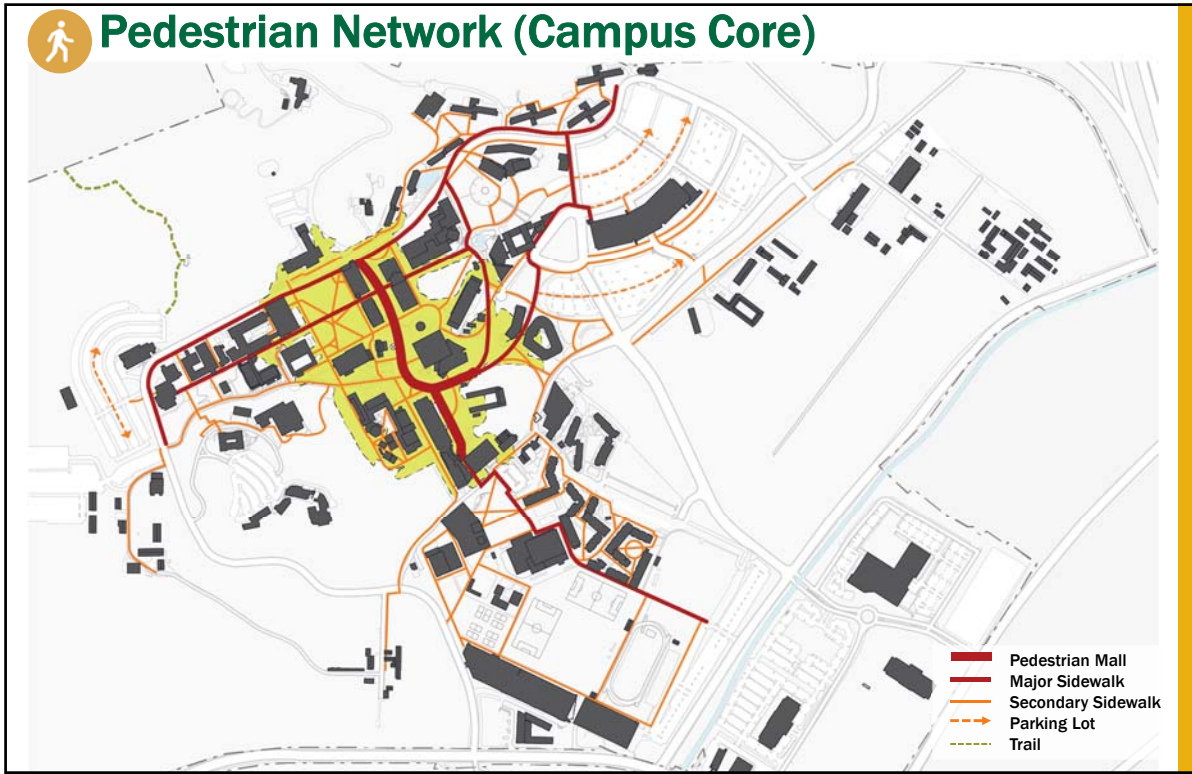 Pedestrian Network (Campus Core)
Pedestrian Mall
Major Sidewalk
Secondary Sidewalk
Parking Lot
Trail